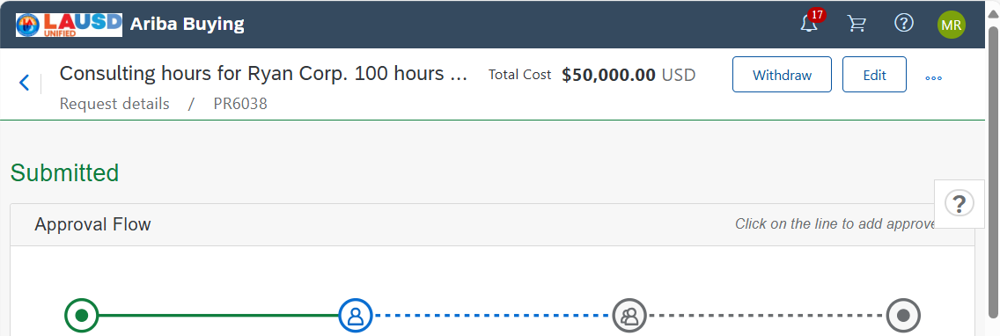 LAUSD UNIFIED Ariba Buying 17 MR
Consulting hours for Ryan Corp. 100 hours ... Total Cost $50,000.00 USD Withdraw Edit
Request details / PR6038
Submitted
?
Approval Flow Click on the line to add approve